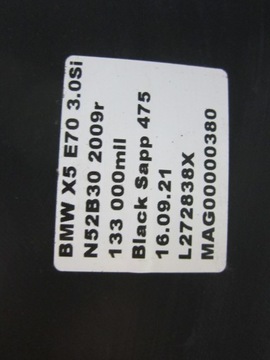 BMW X5 E70 3.0Si
N52B30 2009r
133 000mil
Black Sapp 475
16.09.21
L272838X
MAG00000380